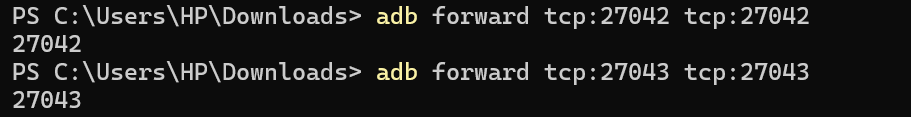 PS C:\Users\HP\Downloads> adb forward tcp:27042 tcp:27042
27042
PS C:\Users\HP\Downloads> adb forward tcp:27043 tcp:27043
27043